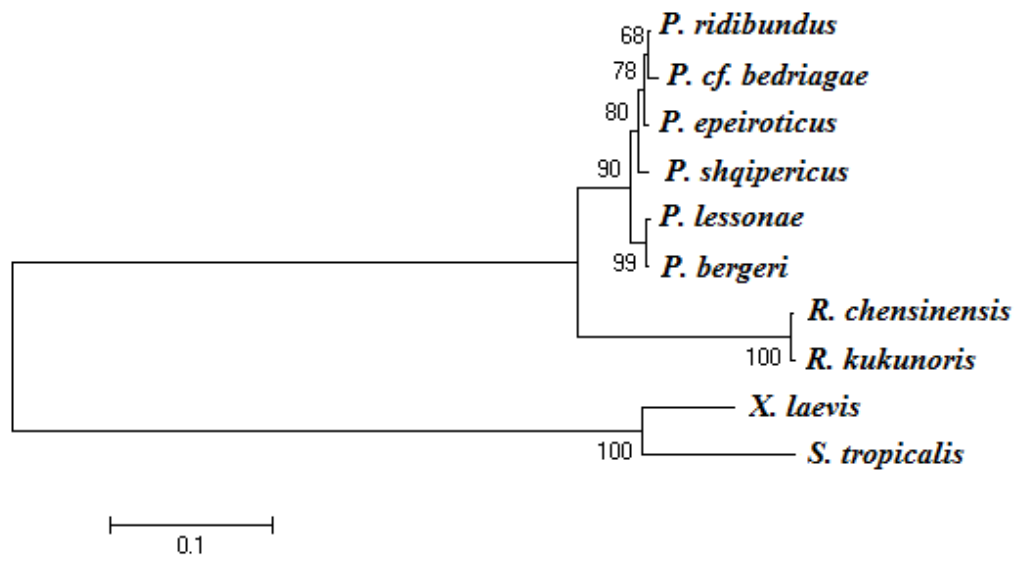 68 P. ridibundus
78 P. cf. bedriagae
80 P. epeiroticus
90 P. shqipericus
P. lessonae
99 P. bergeri
R. chensinensis
100 R. kukunoris
X. laevis
100 S. tropicalis
0.1